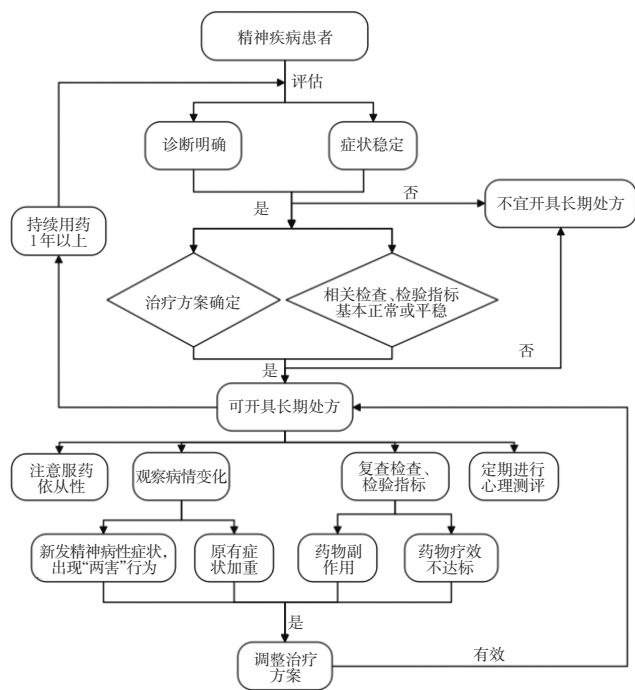 精神疾病患者
评估
诊断明确
症状稳定
否
是
不宜开具长期处方
持续用药
1年以上
治疗方案确定
相关检查、检验指标
基本正常或平稳
否
是
可开具长期处方
注意服药
依从性
观察病情变化
复查检查、
检验指标
定期进行
心理测评
新发精神病性症状，
出现“两害”行为
原有症
状加重
药物副
作用
药物疗效
不达标
是
调整治疗
方案
有效